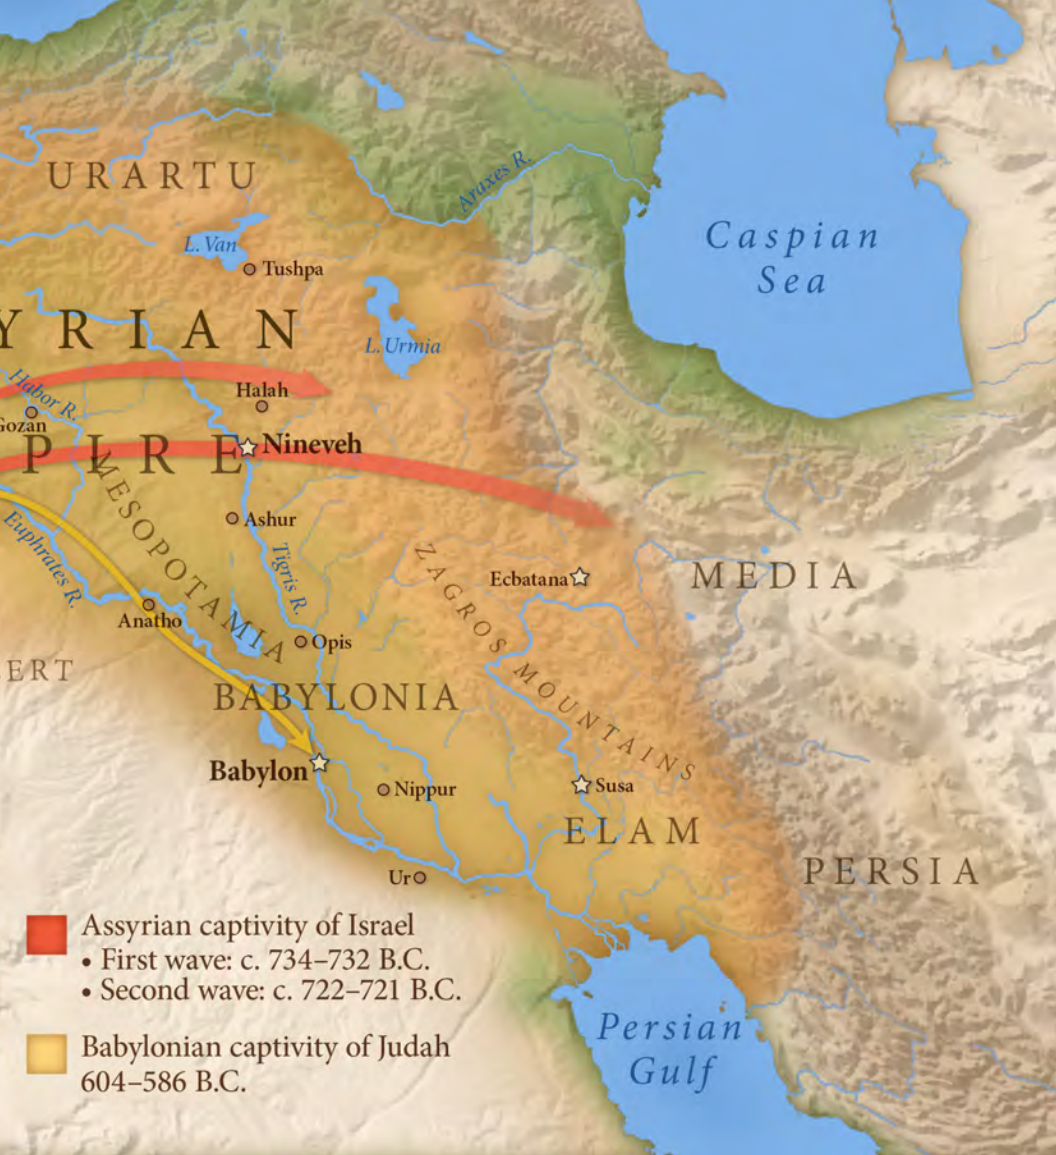 URARTU
Araxes R.
Caspian
Sea
L. Van
Tushpa
YRIAN
L. Urmia
Habor R.
Halah
Gozan
PIRE
Nineveh
MESOPOTAMIA
Ashur
Euphrates R.
Tigris R.
ZAGROS MOUNTAINS
Ecbatana
MEDIA
Anatho
Opis
ERT
BABYLONIA
Babylon
Nippur
Susa
ELAM
Ur
PERSIA
Assyrian captivity of Israel
• First wave: c. 734–732 B.C.
• Second wave: c. 722–721 B.C.
Persian
Gulf
Babylonian captivity of Judah
604–586 B.C.